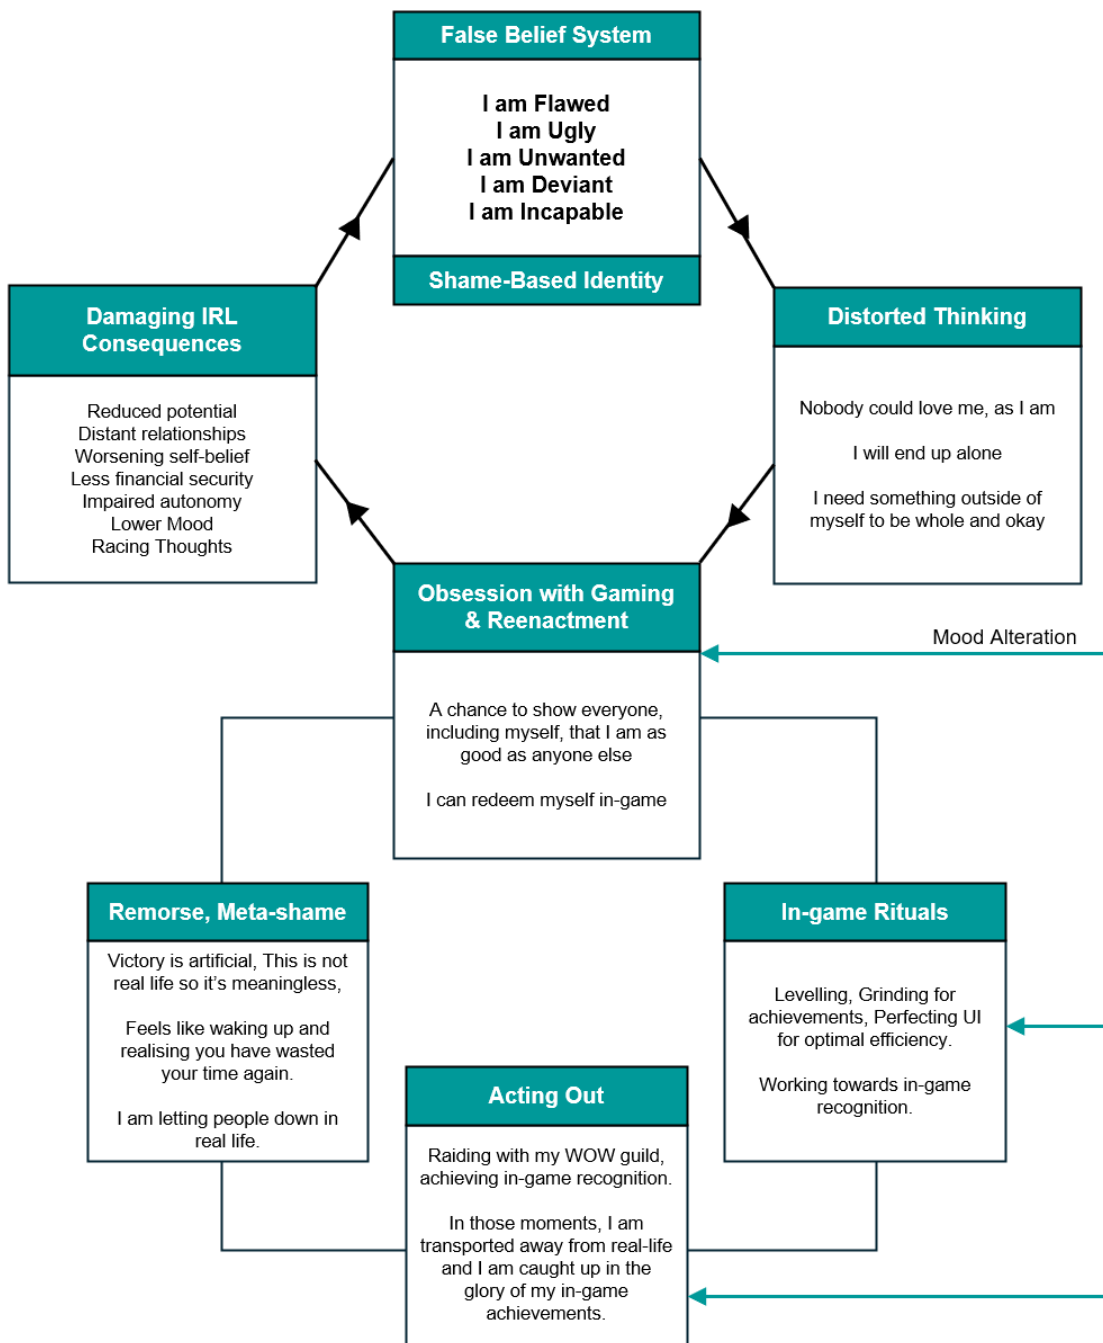 False Belief System
I am Flawed
I am Ugly
I am Unwanted
I am Deviant
I am Incapable
Shame-Based Identity
Damaging IRL
Consequences
Reduced potential
Distant relationships
Worsening self-belief
Less financial security
Impaired autonomy
Lower Mood
Racing Thoughts
Distorted Thinking
Nobody could love me, as I am
I will end up alone
I need something outside of
myself to be whole and okay
Obsession with Gaming
& Reenactment
A chance to show everyone,
including myself, that I am as
good as anyone else
I can redeem myself in-game
Mood Alteration
Remorse, Meta-shame
Victory is artificial, This is not
real life so it's meaningless,
Feels like waking up and
realising you have wasted
your time again.
I am letting people down in
real life.
In-game Rituals
Levelling, Grinding for
achievements, Perfecting UI
for optimal efficiency.
Working towards in-game
recognition.
Acting Out
Raiding with my WOW guild,
achieving in-game recognition.
In those moments, I am
transported away from real-life
and I am caught up in the
glory of my in-game
achievements.